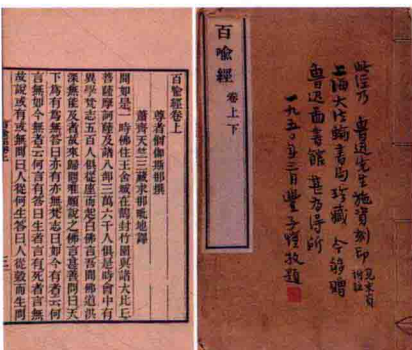 此經乃 魯迅先生施資刻印 見末頁附註
上海大法輪書局珍藏 今移贈
魯迅圖書館 甚為得所
一九五〇年三月 豐子愷敬題
百喻經 卷上下
百喻經卷上
尊者僧伽斯那撰
蕭齊天竺三藏求那毗地譯
聞如是一時佛住王舍城在鵲封竹園與諸大比丘
菩薩摩訶薩及諸八部三萬六千人俱是時會中有
異學梵志五百人俱從座而起白佛言吾聞佛道洪
深無能及者故來歸問唯願說之佛言甚善問曰天
下為有為無答曰亦有亦無梵志曰如今有者云何
言無如今無者云何言有答曰生者言有死者言無
故說或有或無問曰人從何生答曰人從穀而生問